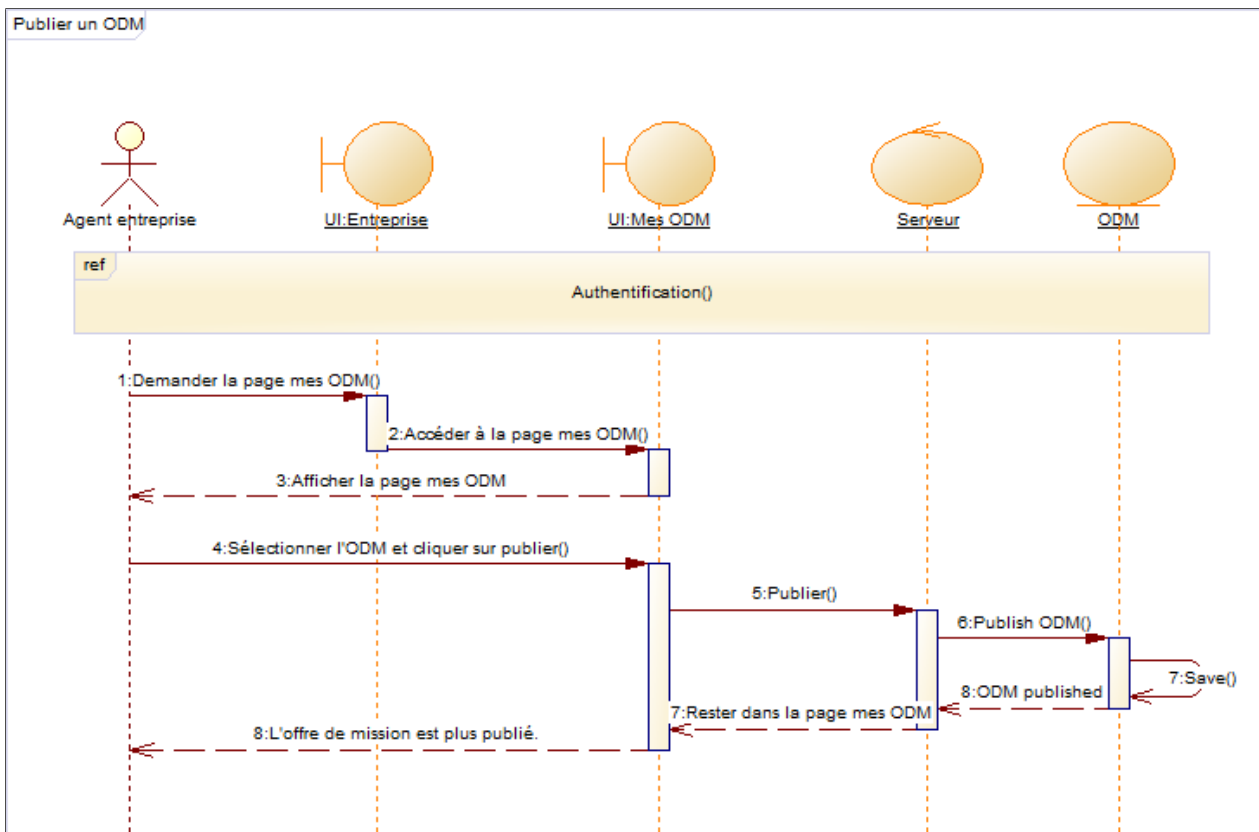 Publier un ODM
Agent entreprise
UI:Entreprise
UI:Mes ODM
Serveur
ODM
ref
Authentification()
1:Demander la page mes ODM()
2:Accéder à la page mes ODM()
3:Afficher la page mes ODM
4:Sélectionner l'ODM et cliquer sur publier()
5:Publier()
6:Publish ODM()
7:Save()
8:ODM published
7:Rester dans la page mes ODM
8:L'offre de mission est plus publié.